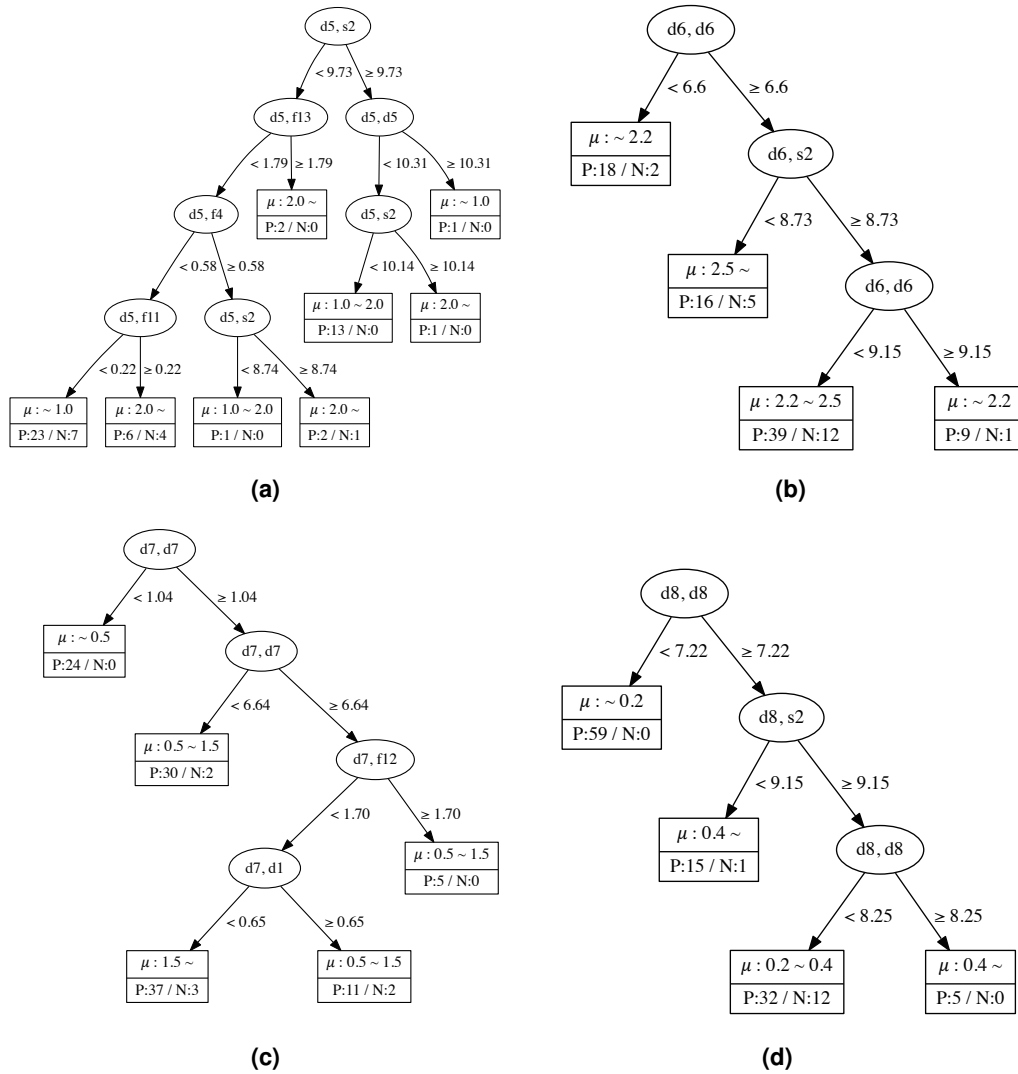 d5, s2
< 9.73 ≥ 9.73
d5, f13 d5, d5
< 1.79 ≥ 1.79 < 10.31 ≥ 10.31
d5, f4 μ : 2.0 ~ d5, s2 μ : ~ 1.0
P:2 / N:0 P:1 / N:0
< 0.58 ≥ 0.58 < 10.14 ≥ 10.14
d5, f11 d5, s2 μ : 1.0 ~ 2.0 μ : 2.0 ~
P:13 / N:0 P:1 / N:0
< 0.22 ≥ 0.22 < 8.74 ≥ 8.74
μ : ~ 1.0 μ : 2.0 ~ μ : 1.0 ~ 2.0 μ : 2.0 ~
P:23 / N:7 P:6 / N:4 P:1 / N:0 P:2 / N:1
(a)
d6, d6
< 6.6 ≥ 6.6
μ : ~ 2.2 d6, s2
P:18 / N:2
< 8.73 ≥ 8.73
μ : 2.5 ~ d6, d6
P:16 / N:5
< 9.15 ≥ 9.15
μ : 2.2 ~ 2.5 μ : ~ 2.2
P:39 / N:12 P:9 / N:1
(b)
d7, d7
< 1.04 ≥ 1.04
μ : ~ 0.5 d7, d7
P:24 / N:0
< 6.64 ≥ 6.64
μ : 0.5 ~ 1.5 d7, f12
P:30 / N:2
< 1.70 ≥ 1.70
d7, d1 μ : 0.5 ~ 1.5
P:5 / N:0
< 0.65 ≥ 0.65
μ : 1.5 ~ μ : 0.5 ~ 1.5
P:37 / N:3 P:11 / N:2
(c)
d8, d8
< 7.22 ≥ 7.22
μ : ~ 0.2 d8, s2
P:59 / N:0
< 9.15 ≥ 9.15
μ : 0.4 ~ d8, d8
P:15 / N:1
< 8.25 ≥ 8.25
μ : 0.2 ~ 0.4 μ : 0.4 ~
P:32 / N:12 P:5 / N:0
(d)